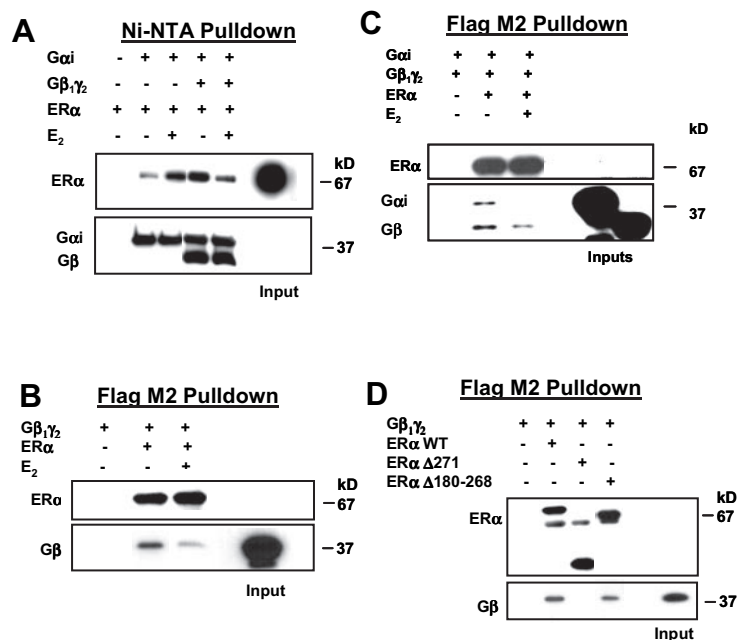 A
Ni-NTA Pulldown
Gαi - + + + +
Gβ₁γ₂ + +
ERα + + + + +
E₂ - - + - +
kD
ERα
67
Gαi
Gβ
37
Input
C
Flag M2 Pulldown
Gαi + + +
Gβ₁γ₂ + + +
ERα - + +
E₂ - - +
kD
ERα
67
Gαi
Gβ
37
Inputs
B
Flag M2 Pulldown
Gβ₁γ₂ + + +
ERα - + +
E₂ - - +
kD
ERα
67
Gβ
37
Input
D
Flag M2 Pulldown
Gβ₁γ₂ + + + +
ERα WT - + - -
ERα Δ271 - - + -
ERα Δ180-268 - - - +
kD
ERα
67
Gβ
37
Input